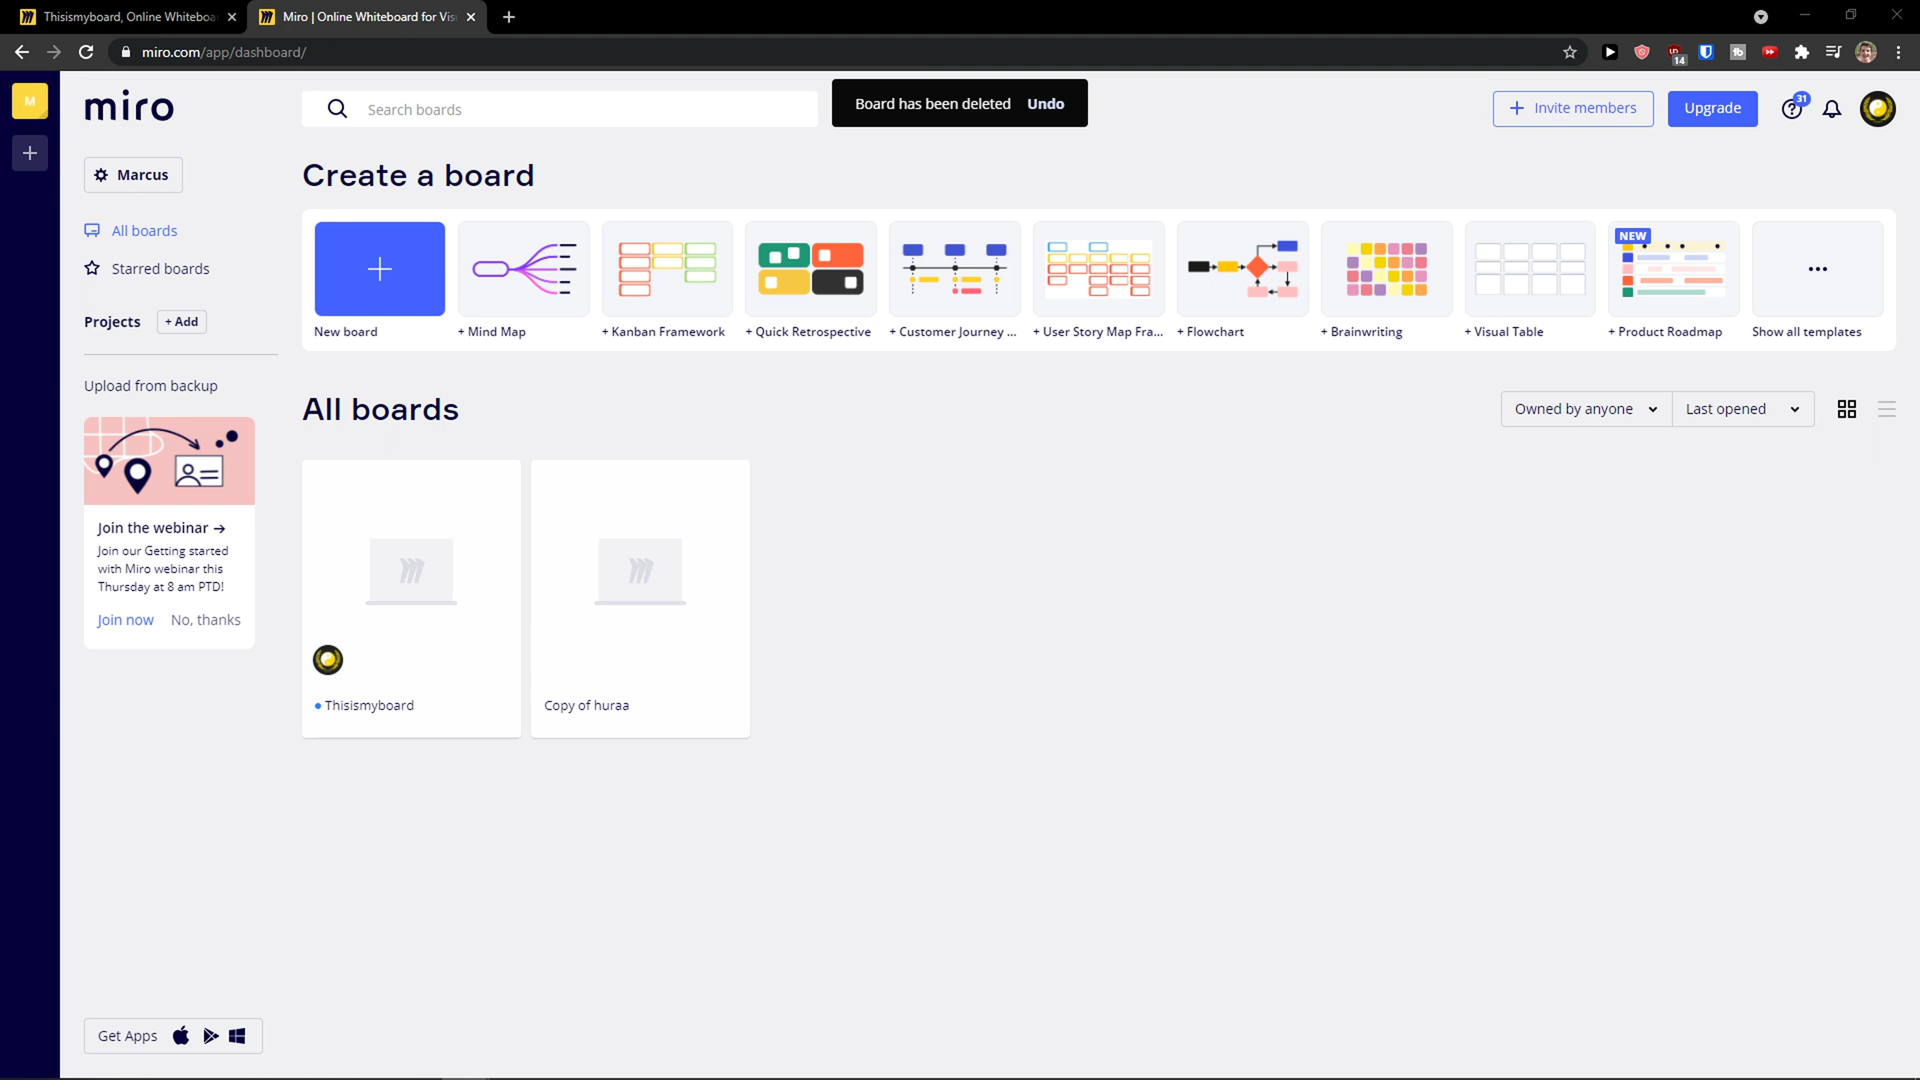 Thisismyboard, Online Whiteboa
Miro | Online Whiteboard for Vis
miro.com/app/dashboard/
14
M
miro
Search boards
Board has been deleted Undo
Invite members
Upgrade
31
Marcus
All boards
Starred boards
Projects
+ Add
Upload from backup
Join the webinar →
Join our Getting started
with Miro webinar this
Thursday at 8 am PTD!
Join now No, thanks
Get Apps
Create a board
NEW
New board
+ Mind Map
+ Kanban Framework
+ Quick Retrospective
+ Customer Journey ...
+ User Story Map Fra...
+ Flowchart
+ Brainwriting
+ Visual Table
+ Product Roadmap
Show all templates
All boards
Owned by anyone
Last opened
Thisismyboard
Copy of huraa